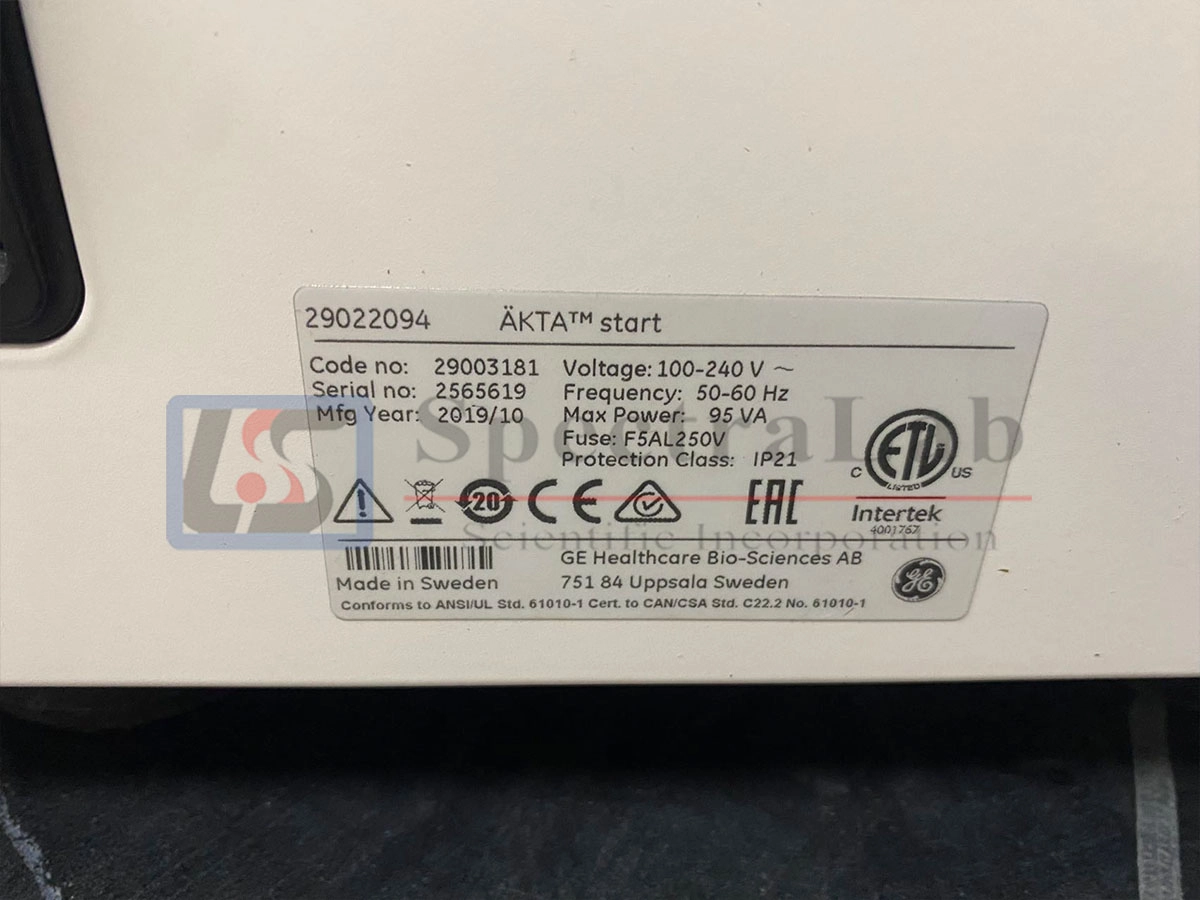 29022094 ÄKTA™ start
Code no: 29003181 Voltage: 100-240 V ~
Serial no: 2565619 Frequency: 50-60 Hz
Mfg Year: 2019/10 Max Power: 95 VA
Fuse: F5AL250V
Protection Class: IP21
C ETL US
LISTED
20 CE EAC Intertek
4001767
GE Healthcare Bio-Sciences AB
Made in Sweden 751 84 Uppsala Sweden
GE
Conforms to ANSI/UL Std. 61010-1 Cert. to CAN/CSA Std. C22.2 No. 61010-1
LSS SpectraLab
Scientific Incorporation